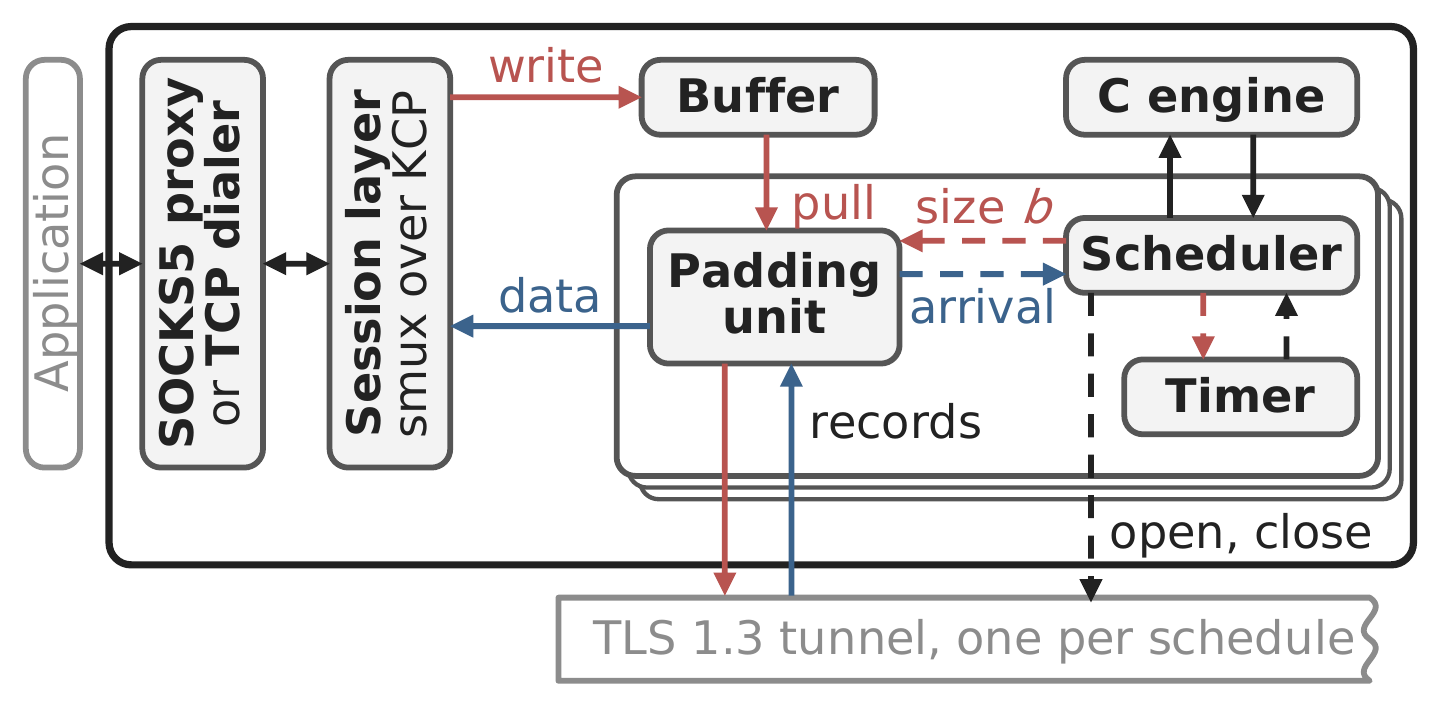 Application
SOCKS5 proxy
or TCP dialer
Session layer
smux over KCP
write
Buffer
C engine
pull
size b
Padding
unit
Scheduler
data
arrival
Timer
records
open, close
TLS 1.3 tunnel, one per schedule